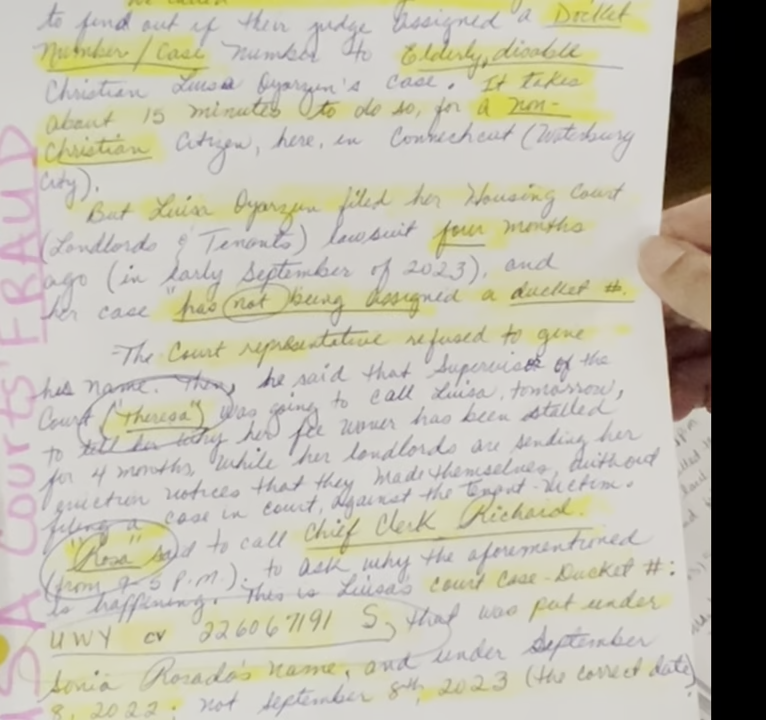 to find out if their judge assigned a Docket
Number/Case Number to Elderly, disable
Christian Luisa Oyarzun's case. It takes
about 15 minutes to do so, for a non-
Christian Citizen, here, in Connecticut (Waterbury
City).
But Luisa Oyarzun filed her Housing Court
(Landlords & Tenants) lawsuit four months
ago (in early September of 2023), and
her case "has not being assigned a ducket #.
-The Court representative refused to give
his name. Then, he said that Supervisor of the
Court ("Theresa") was going to call Luisa, tomorrow,
to tell her why her fee waver has been stalled
for 4 months, while her landlords are sending her
eviction notices that they made themselves, without
filing a case in court, against the Tenant-victim.
"Rosa" said to call Chief Clerk Richard.
(from 9-5 P.M.). to ask why the aforementioned
is happening. This is Luisa's court case-Ducket #:
UWY cv 226067191 S, that was put under
Sonia Rosado's name, and under September
8, 2022; not September 8th, 2023 (the correct date)
USA Courts' FRAUD